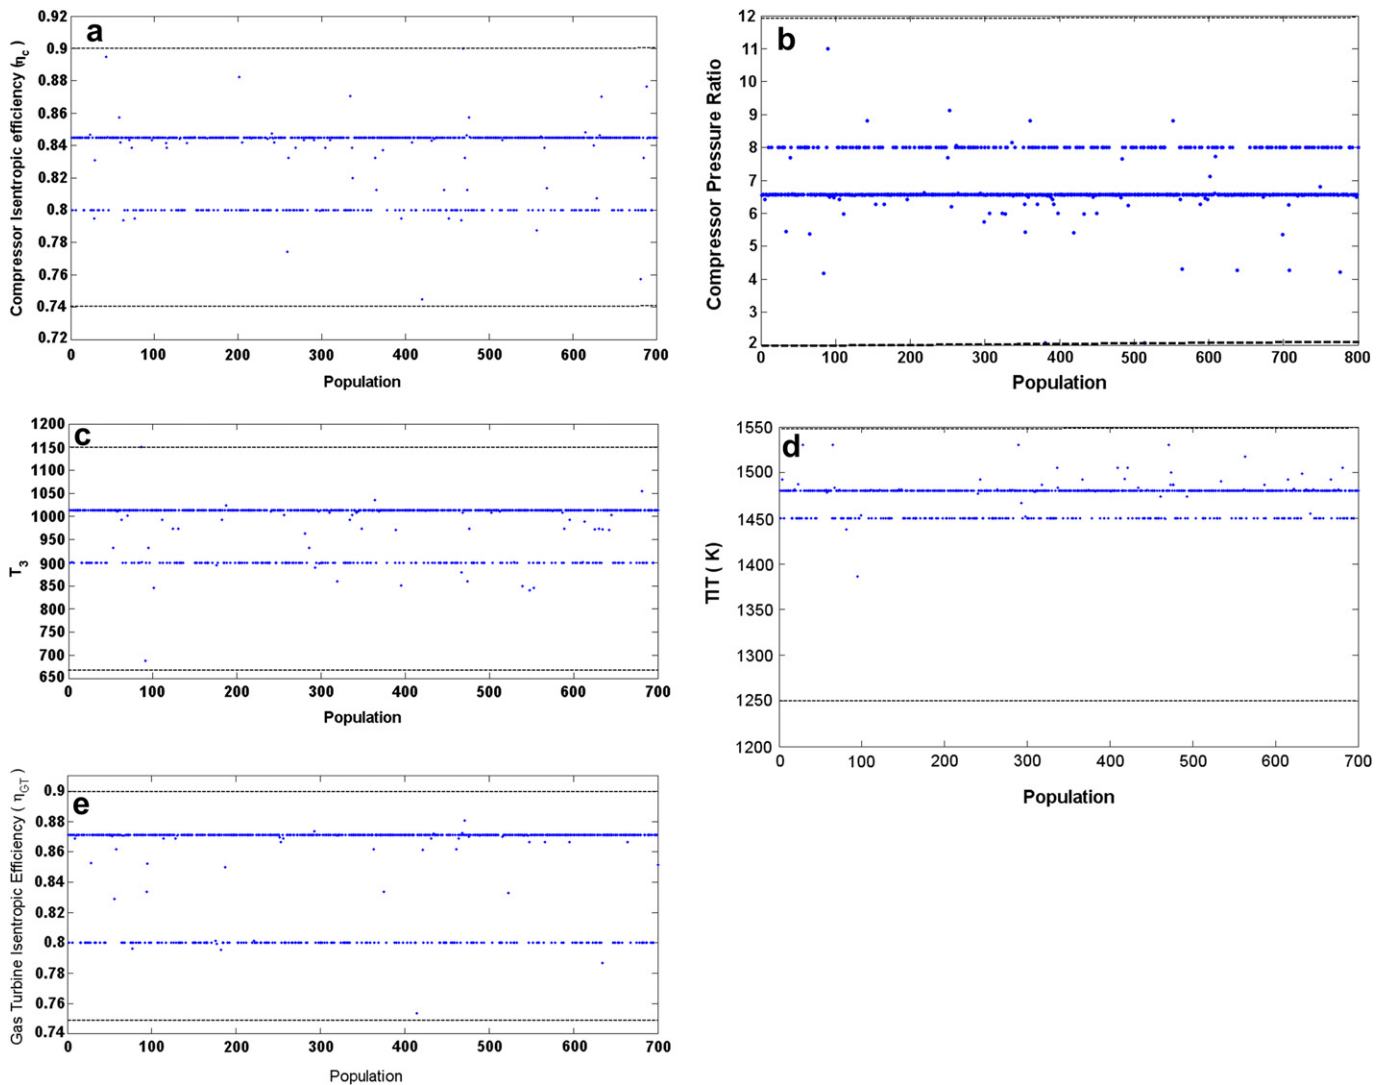 a
Compressor Isentropic efficiency (η_c)
0.92
0.9
0.88
0.86
0.84
0.82
0.8
0.78
0.76
0.74
0.72
0 100 200 300 400 500 600 700
Population
b
Compressor Pressure Ratio
12
11
10
9
8
7
6
5
4
3
2
0 100 200 300 400 500 600 700 800
Population
c
T_3
1200
1150
1100
1050
1000
950
900
850
800
750
700
650
0 100 200 300 400 500 600 700
Population
d
TIT ( K)
1550
1500
1450
1400
1350
1300
1250
1200
0 100 200 300 400 500 600 700
Population
e
Gas Turbine Isentropic Efficiency ( η_GT)
0.9
0.88
0.86
0.84
0.82
0.8
0.78
0.76
0.74
0 100 200 300 400 500 600 700
Population